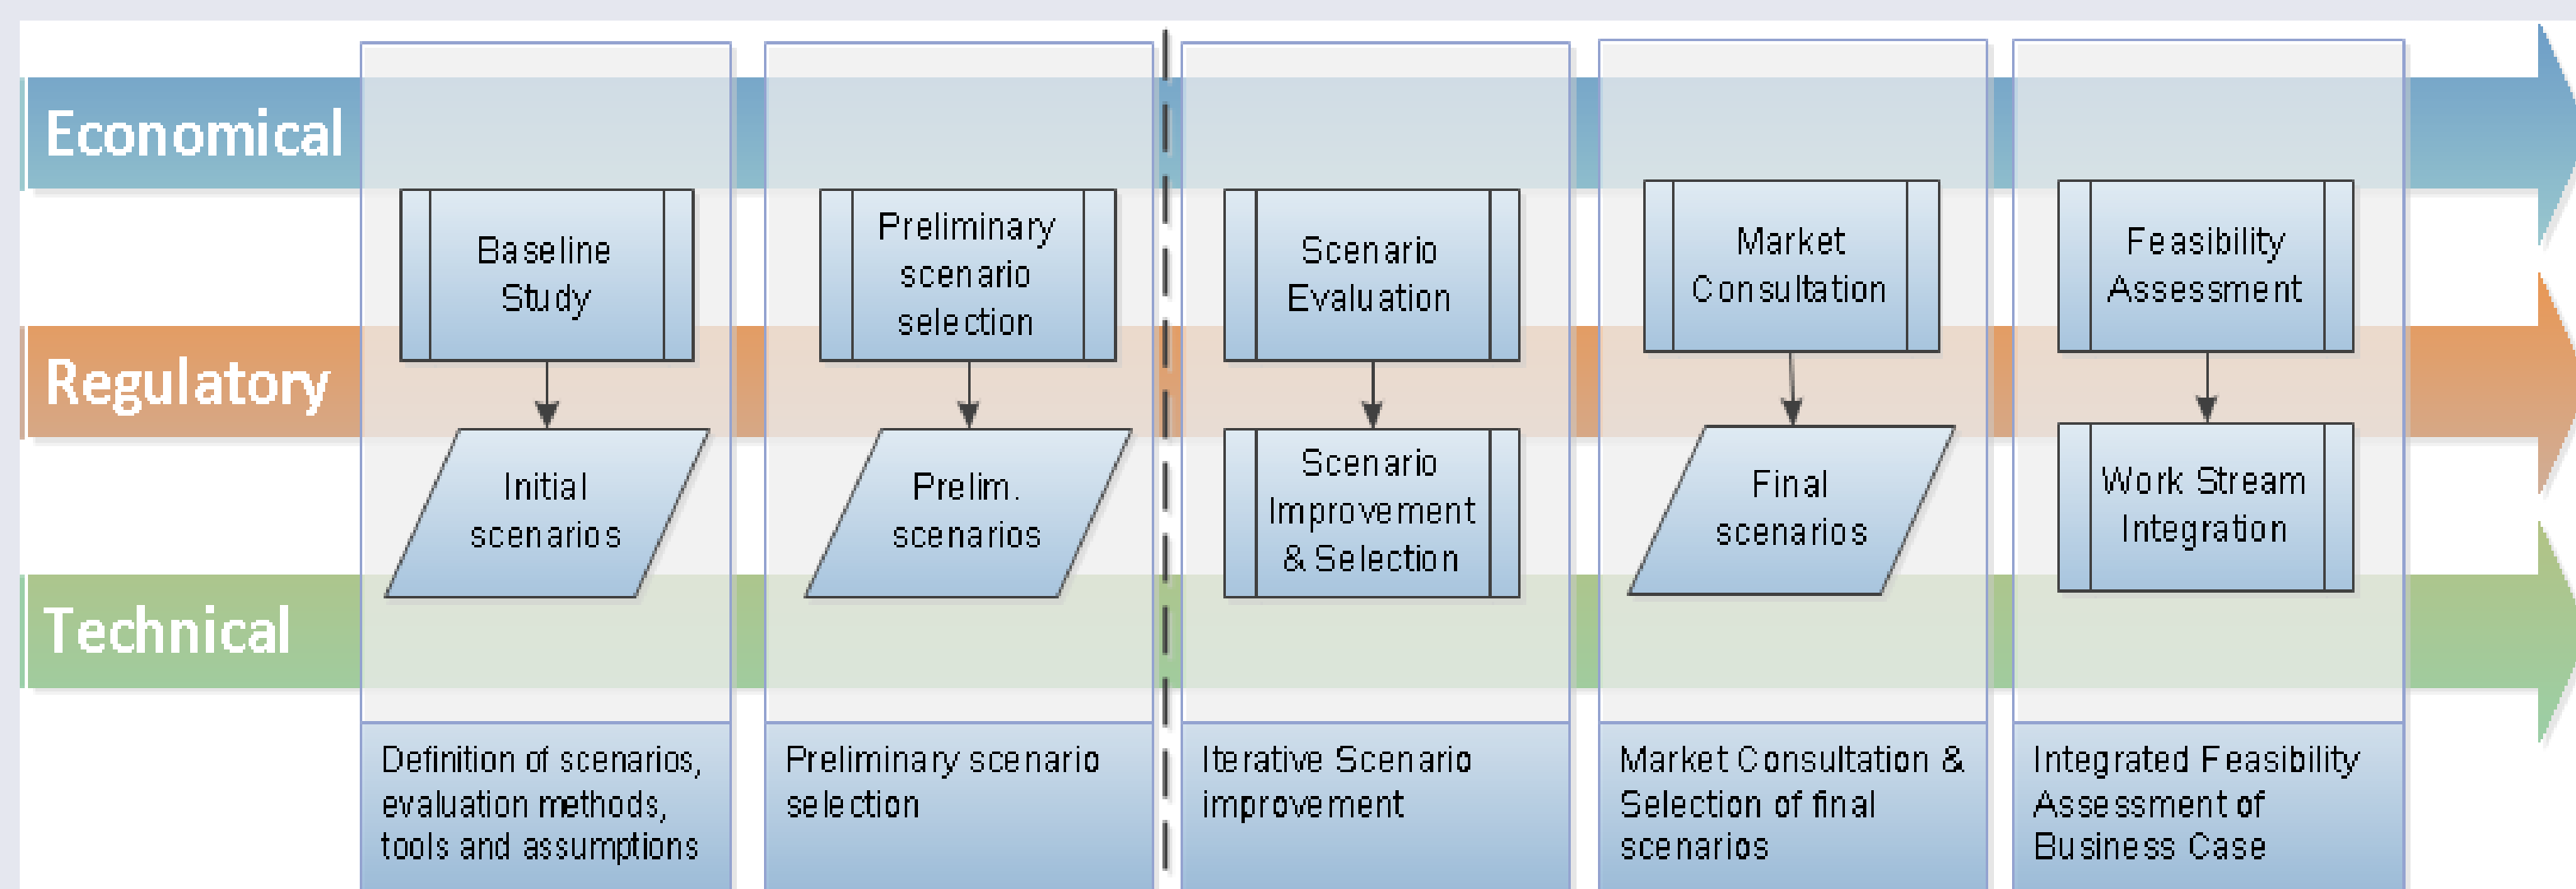 Economical
Regulatory
Technical
Baseline
Study
Initial
scenarios
Definition of scenarios,
evaluation methods,
tools and assumptions
Preliminary
scenario
selection
Prelim.
scenarios
Preliminary scenario
selection
Scenario
Evaluation
Scenario
Improvement
& Selection
Iterative Scenario
improvement
Market
Consultation
Final
scenarios
Market Consultation &
Selection of final
scenarios
Feasibility
Assessment
Work Stream
Integration
Integrated Feasibility
Assessment of
Business Case